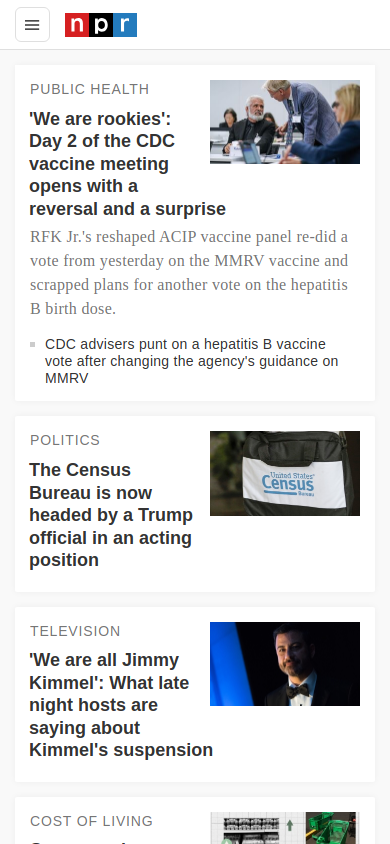 npr
PUBLIC HEALTH
'We are rookies':
Day 2 of the CDC
vaccine meeting
opens with a
reversal and a surprise
RFK Jr.'s reshaped ACIP vaccine panel re-did a
vote from yesterday on the MMRV vaccine and
scrapped plans for another vote on the hepatitis
B birth dose.
CDC advisers punt on a hepatitis B vaccine
vote after changing the agency's guidance on
MMRV
POLITICS
The Census
Bureau is now
headed by a Trump
official in an acting
position
United States
Census
Bureau
TELEVISION
'We are all Jimmy
Kimmel': What late
night hosts are
saying about
Kimmel's suspension
COST OF LIVING